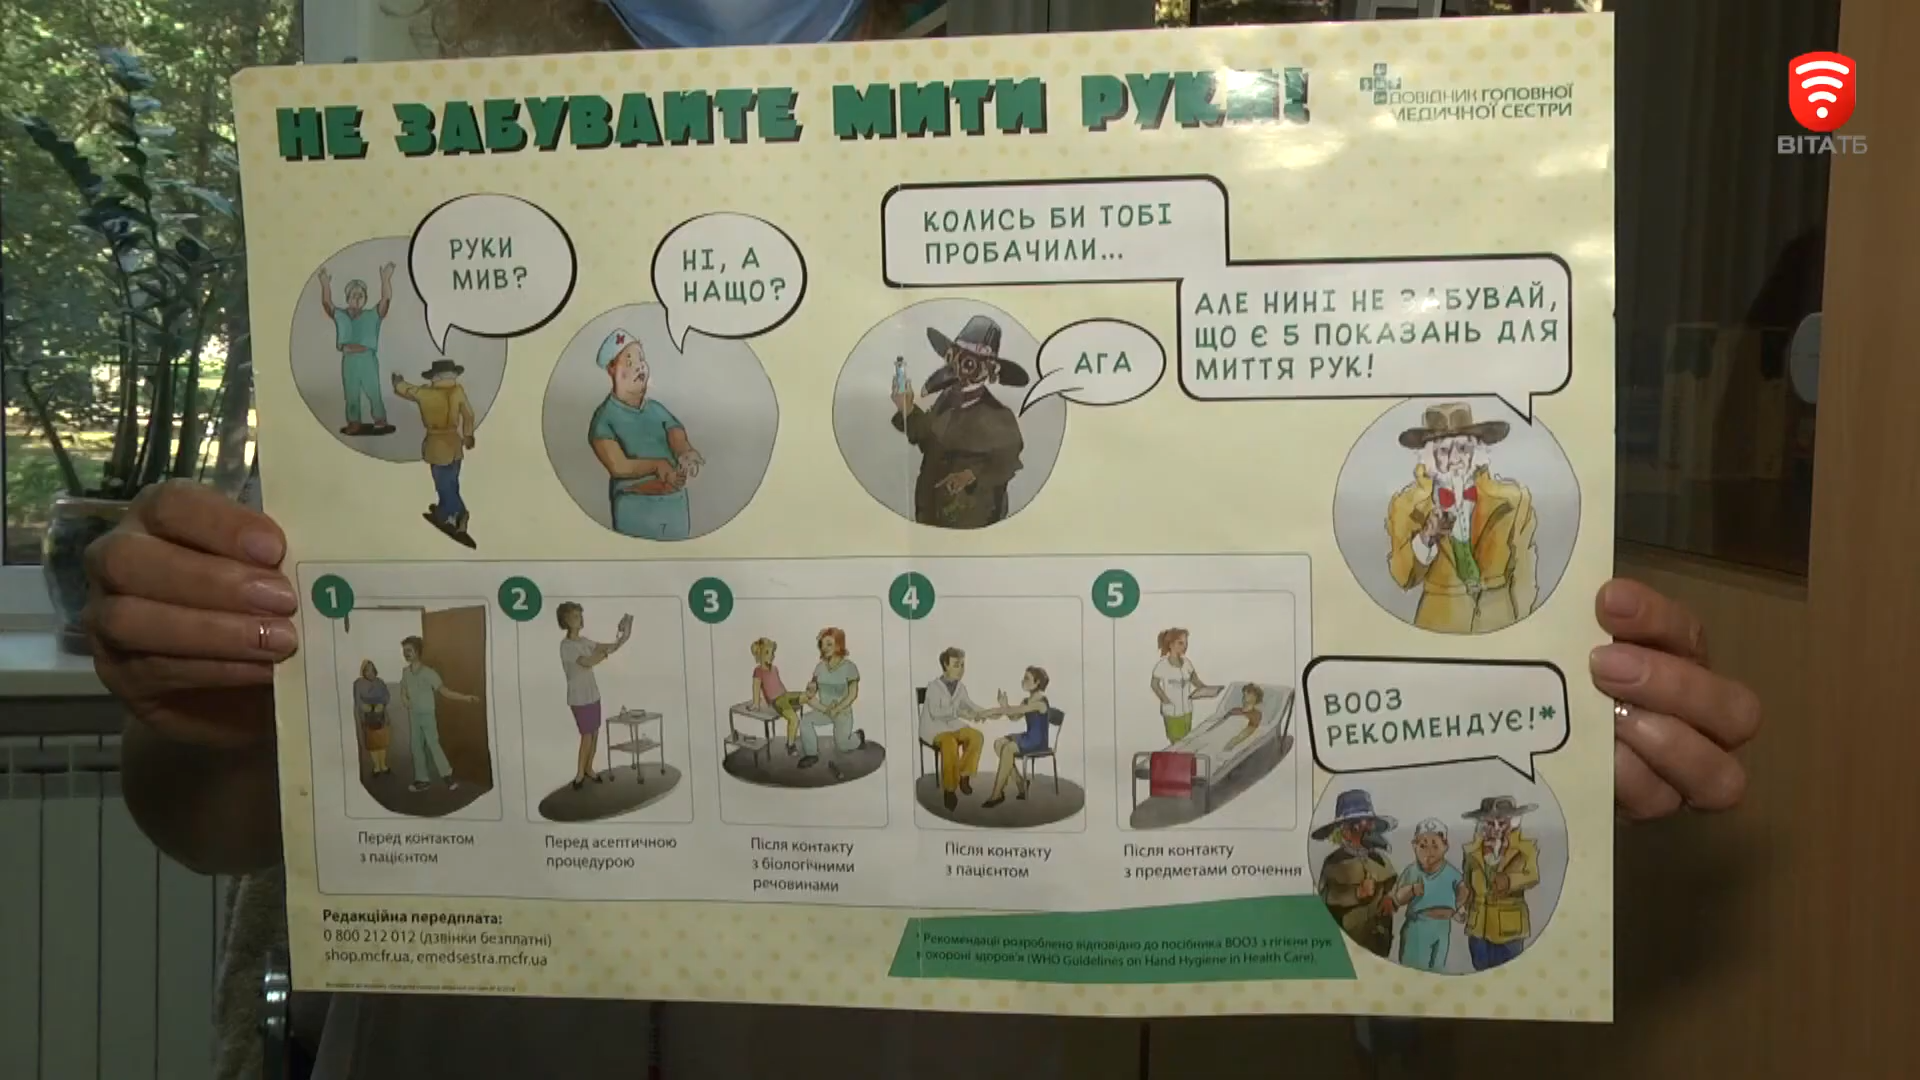 НЕ ЗАБУВАЙТЕ МИТИ РУКИ!
ДОВІДНИК ГОЛОВНОЇ
МЕДИЧНОЇ СЕСТРИ
ВІТАТБ
РУКИ
МИВ?
НІ, А
НАЩО?
КОЛИСЬ БИ ТОБІ
ПРОБАЧИЛИ...
АГА
АЛЕ НИНІ НЕ ЗАБУВАЙ,
ЩО Є 5 ПОКАЗАНЬ ДЛЯ
МИТТЯ РУК!
1
Перед контактом
з пацієнтом
2
Перед асептичною
процедурою
3
Після контакту
з біологічними
речовинами
4
Після контакту
з пацієнтом
5
Після контакту
з предметами оточення
ВООЗ
РЕКОМЕНДУЄ!*
Редакційна передплата:
0 800 212 012 (дзвінки безплатні)
shop.mcfr.ua, emedsestra.mcfr.ua
* Рекомендації розроблено відповідно до посібника ВООЗ з гігієни рук
в охороні здоров'я (WHO Guidelines on Hand Hygiene in Health Care).